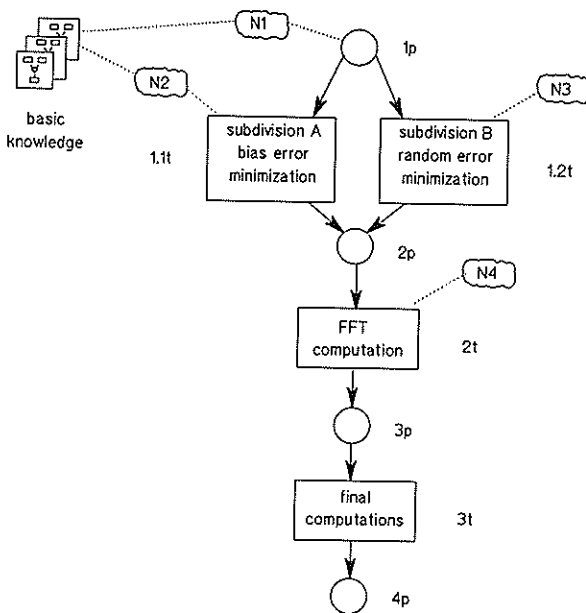 N1
1p
N2
N3
basic
knowledge
1.1t
subdivision A
bias error
minimization
subdivision B
random error
minimization
1.2t
2p
N4
FFT
computation
2t
3p
final
computations
3t
4p